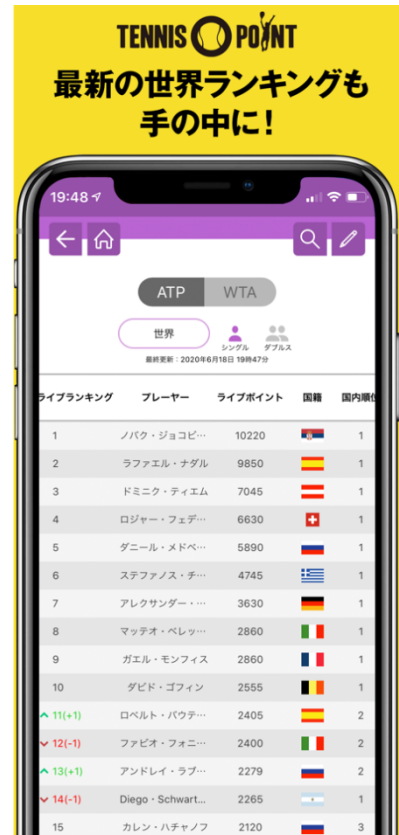 TENNIS POINT
最新の世界ランキングも
手の中に！
19:48
ATP WTA
世界 シングル ダブルス
最終更新：2020年6月18日 19時47分
ライブランキング プレーヤー ライブポイント 国籍 国内順位
1 ノバク・ジョコビ… 10220 1
2 ラファエル・ナダル 9850 1
3 ドミニク・ティエム 7045 1
4 ロジャー・フェデ… 6630 1
5 ダニール・メドベ… 5890 1
6 ステファノス・チ… 4745 1
7 アレクサンダー・… 3630 1
8 マッテオ・ベレッ… 2860 1
9 ガエル・モンフィス 2860 1
10 ダビド・ゴフィン 2555 1
11(+1) ロベルト・バウテ… 2405 2
12(-1) ファビオ・フォニ… 2400 2
13(+1) アンドレイ・ラブ… 2279 2
14(-1) Diego・Schwart... 2265 1
15 カレン・ハチャノフ 2120 3